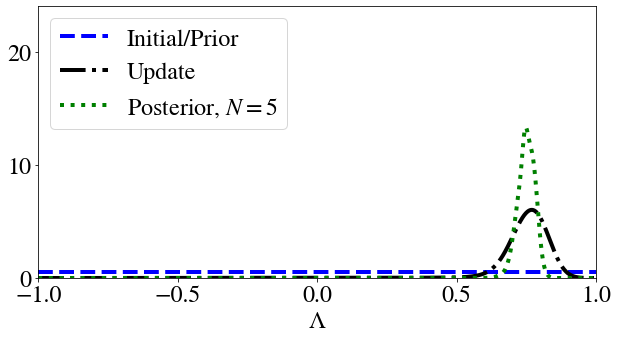 Initial/Prior
Update
Posterior, N = 5
20
10
0
-1.0 -0.5 0.0 0.5 1.0
Λ